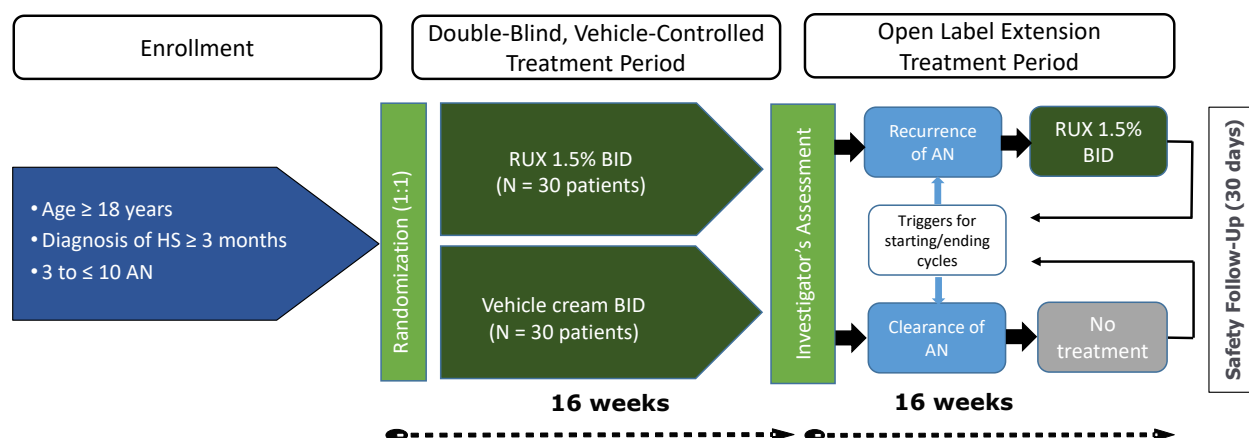 Enrollment
Double-Blind, Vehicle-Controlled
Treatment Period
Open Label Extension
Treatment Period
• Age ≥ 18 years
• Diagnosis of HS ≥ 3 months
• 3 to ≤ 10 AN
Randomization (1:1)
RUX 1.5% BID
(N = 30 patients)
Vehicle cream BID
(N = 30 patients)
Investigator's Assessment
Recurrence
of AN
RUX 1.5%
BID
Triggers for
starting/ending
cycles
Clearance of
AN
No
treatment
Safety Follow-Up (30 days)
16 weeks
16 weeks